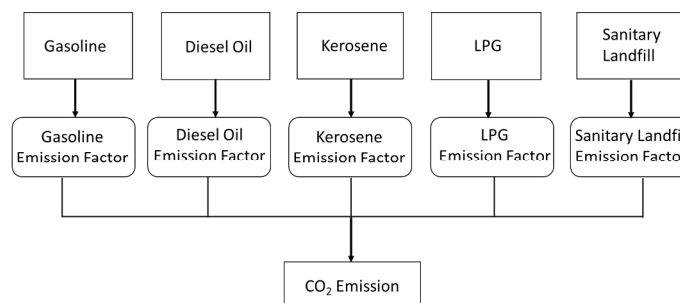 Gasoline
Diesel Oil
Kerosene
LPG
Sanitary
Landfill
Gasoline
Emission Factor
Diesel Oil
Emission Factor
Kerosene
Emission Factor
LPG
Emission Factor
Sanitary Landfi
Emission Facto
CO₂ Emission